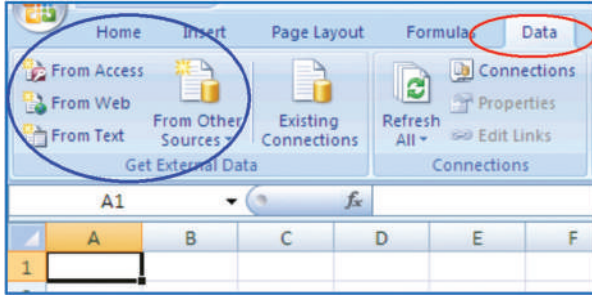 Home Insert Page Layout Formulas Data
From Access
From Web
From Text
From Other
Sources
Existing
Connections
Get External Data
Refresh
All
Connections
Properties
Edit Links
Connections
A1 fx
A B C D E F
1